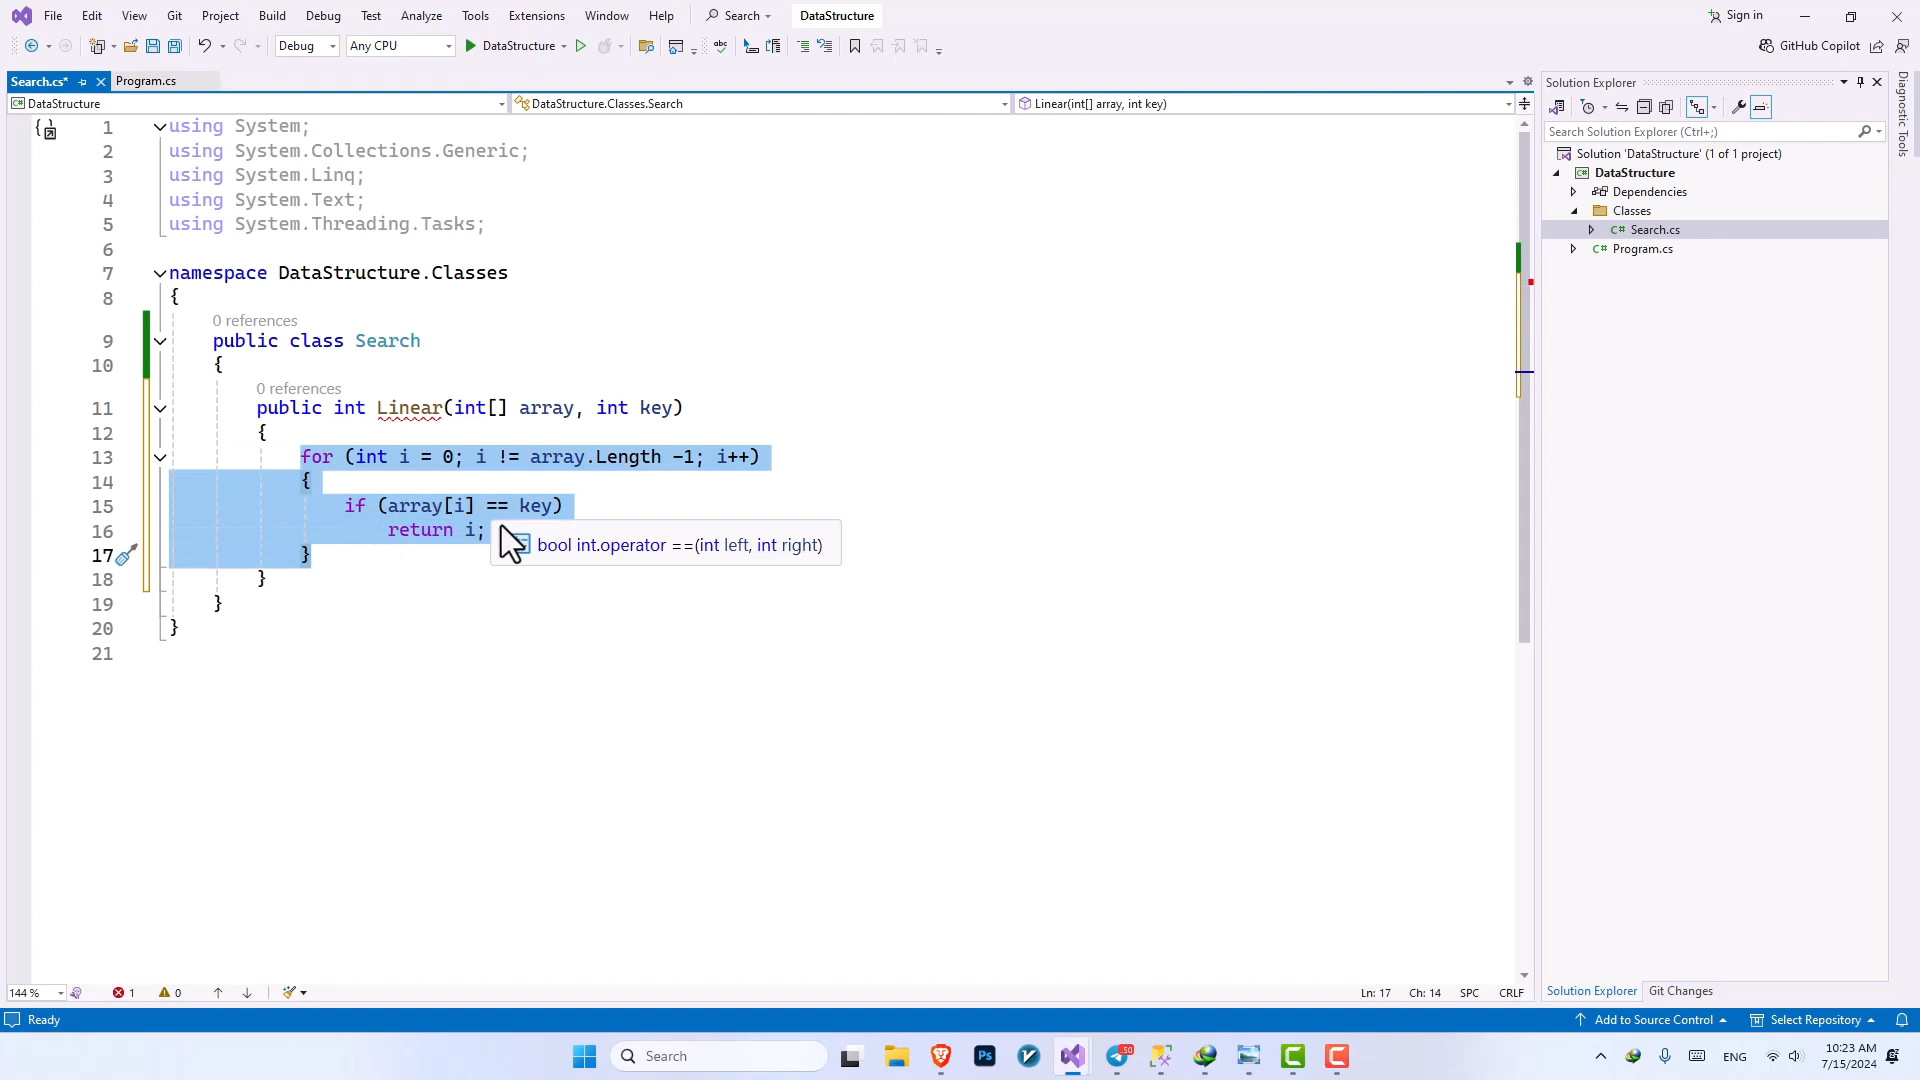 File Edit View Git Project Build Debug Test Analyze Tools Extensions Window Help Search DataStructure Sign in
Debug Any CPU DataStructure abc GitHub Copilot
Search.cs* Program.cs
DataStructure DataStructure.Classes.Search Linear(int[] array, int key)
1 using System;
2 using System.Collections.Generic;
3 using System.Linq;
4 using System.Text;
5 using System.Threading.Tasks;
6
7 namespace DataStructure.Classes
8 {
0 references
9 public class Search
10 {
0 references
11 public int Linear(int[] array, int key)
12 {
13 for (int i = 0; i != array.Length -1; i++)
14 {
15 if (array[i] == key)
16 return i;
bool int.operator ==(int left, int right)
17 }
18 }
19 }
20 }
21
144 % 1 0 Ln: 17 Ch: 14 SPC CRLF
Solution Explorer
Search Solution Explorer (Ctrl+;)
Solution 'DataStructure' (1 of 1 project)
C# DataStructure
Dependencies
Classes
C# Search.cs
C# Program.cs
Solution Explorer Git Changes
Diagnostic Tools
Ready Add to Source Control Select Repository
Search Ps 50 ENG 10:23 AM
7/15/2024